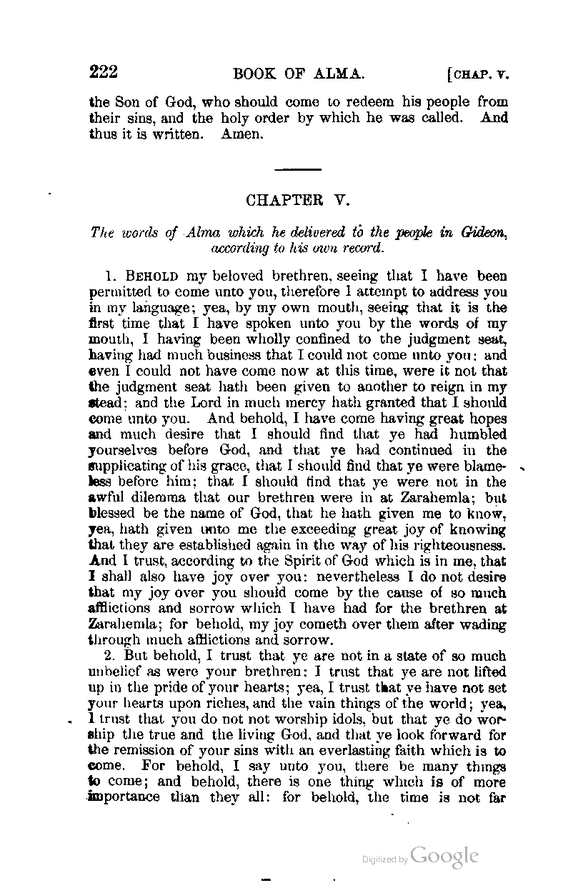 222 BOOK OF ALMA. [CHAP. V.
the Son of God, who should come to redeem his people from
their sins, and the holy order by which he was called. And
thus it is written. Amen.
CHAPTER V.
The words of Alma which he delivered to the people in Gideon,
according to his own record.
1. BEHOLD my beloved brethren, seeing that I have been
permitted to come unto you, therefore I attempt to address you
in my language; yea, by my own mouth, seeing that it is the
first time that I have spoken unto you by the words of my
mouth, I having been wholly confined to the judgment seat,
having had much business that I could not come unto you: and
even I could not have come now at this time, were it not that
the judgment seat hath been given to another to reign in my
stead; and the Lord in much mercy hath granted that I should
come unto you. And behold, I have come having great hopes
and much desire that I should find that ye had humbled
yourselves before God, and that ye had continued in the
supplicating of his grace, that I should find that ye were blame-
less before him; that I should find that ye were not in the
awful dilemma that our brethren were in at Zarahemla; but
blessed be the name of God, that he hath given me to know,
yea, hath given unto me the exceeding great joy of knowing
that they are established again in the way of his righteousness.
And I trust, according to the Spirit of God which is in me, that
I shall also have joy over you: nevertheless I do not desire
that my joy over you should come by the cause of so much
afflictions and sorrow which I have had for the brethren at
Zarahemla; for behold, my joy cometh over them after wading
through much afflictions and sorrow.
2. But behold, I trust that ye are not in a state of so much
unbelief as were your brethren: I trust that ye are not lifted
up in the pride of your hearts; yea, I trust that ye have not set
your hearts upon riches, and the vain things of the world; yea,
I trust that you do not not worship idols, but that ye do wor-
ship the true and the living God, and that ye look forward for
the remission of your sins with an everlasting faith which is to
come. For behold, I say unto you, there be many things
to come; and behold, there is one thing which is of more
importance than they all: for behold, the time is not far
Digitized by Google